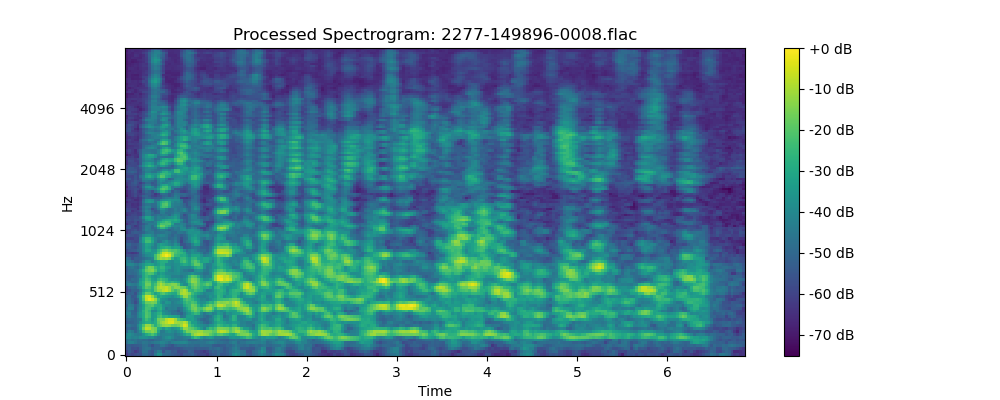 Processed Spectrogram: 2277-149896-0008.flac
Hz
4096
2048
1024
512
0
0 1 2 3 4 5 6
Time
+0 dB
-10 dB
-20 dB
-30 dB
-40 dB
-50 dB
-60 dB
-70 dB